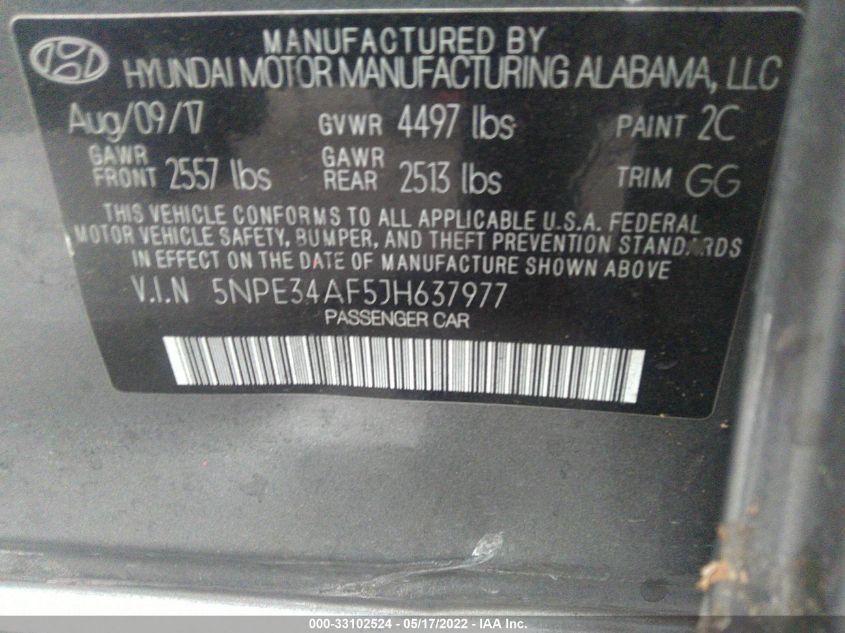 MANUFACTURED BY
HYUNDAI MOTOR MANUFACTURING ALABAMA, LLC
Aug/09/17 GVWR 4497 lbs PAINT 2C
GAWR FRONT 2557 lbs GAWR REAR 2513 lbs TRIM GG
THIS VEHICLE CONFORMS TO ALL APPLICABLE U.S.A. FEDERAL
MOTOR VEHICLE SAFETY, BUMPER, AND THEFT PREVENTION STANDARDS
IN EFFECT ON THE DATE OF MANUFACTURE SHOWN ABOVE
V.I.N 5NPE34AF5JH637977
PASSENGER CAR
000-33102524 - 05/17/2022 - IAA Inc.